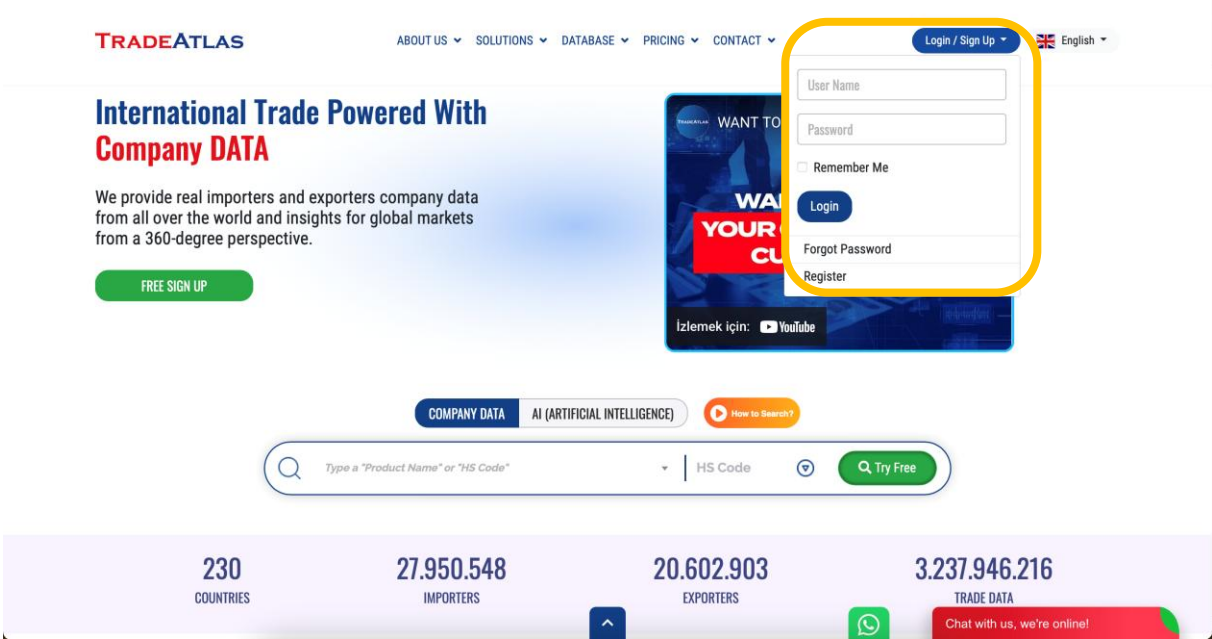 TRADEATLAS
ABOUT US SOLUTIONS DATABASE PRICING CONTACT Login / Sign Up English
User Name
Password
Remember Me
Login
Forgot Password
Register
International Trade Powered With
Company DATA
We provide real importers and exporters company data
from all over the world and insights for global markets
from a 360-degree perspective.
FREE SIGN UP
TRADEATLAS WANT TO
WA
YOUR
CU
İzlemek için: YouTube
COMPANY DATA AI (ARTIFICIAL INTELLIGENCE) How to Search?
Type a "Product Name" or "HS Code" HS Code Try Free
230 27.950.548 20.602.903 3.237.946.216
COUNTRIES IMPORTERS EXPORTERS TRADE DATA
Chat with us, we're online!